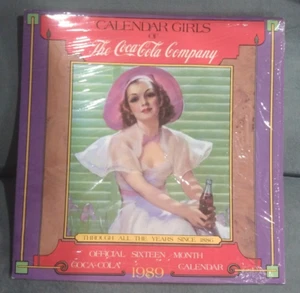 CALENDAR GIRLS
OF
The Coca-Cola Company
THROUGH ALL THE YEARS SINCE 1886
OFFICIAL SIXTEEN MONTH
COCA-COLA CALENDAR
1989